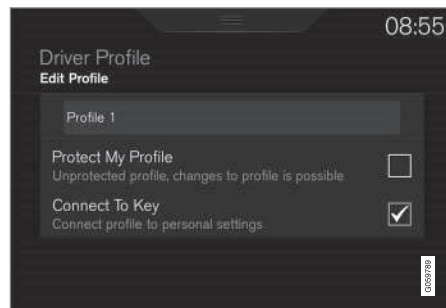 08:55
Driver Profile
Edit Profile
Profile 1
Protect My Profile
Unprotected profile, changes to profile is possible
Connect To Key
Connect profile to personal settings
G059789